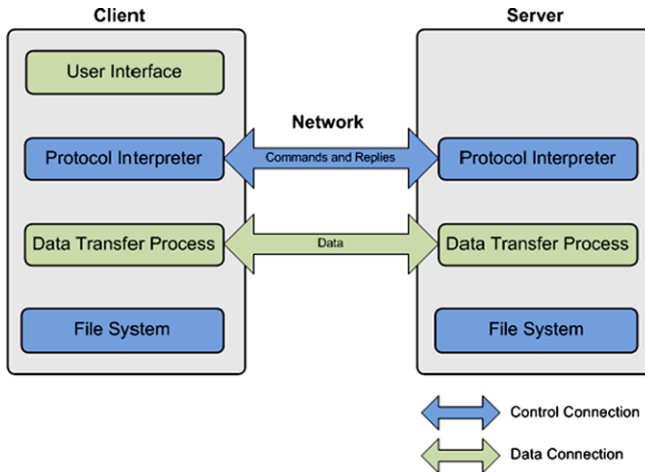 Client
Server
User Interface
Network
Protocol Interpreter
Commands and Replies
Protocol Interpreter
Data Transfer Process
Data
Data Transfer Process
File System
File System
Control Connection
Data Connection